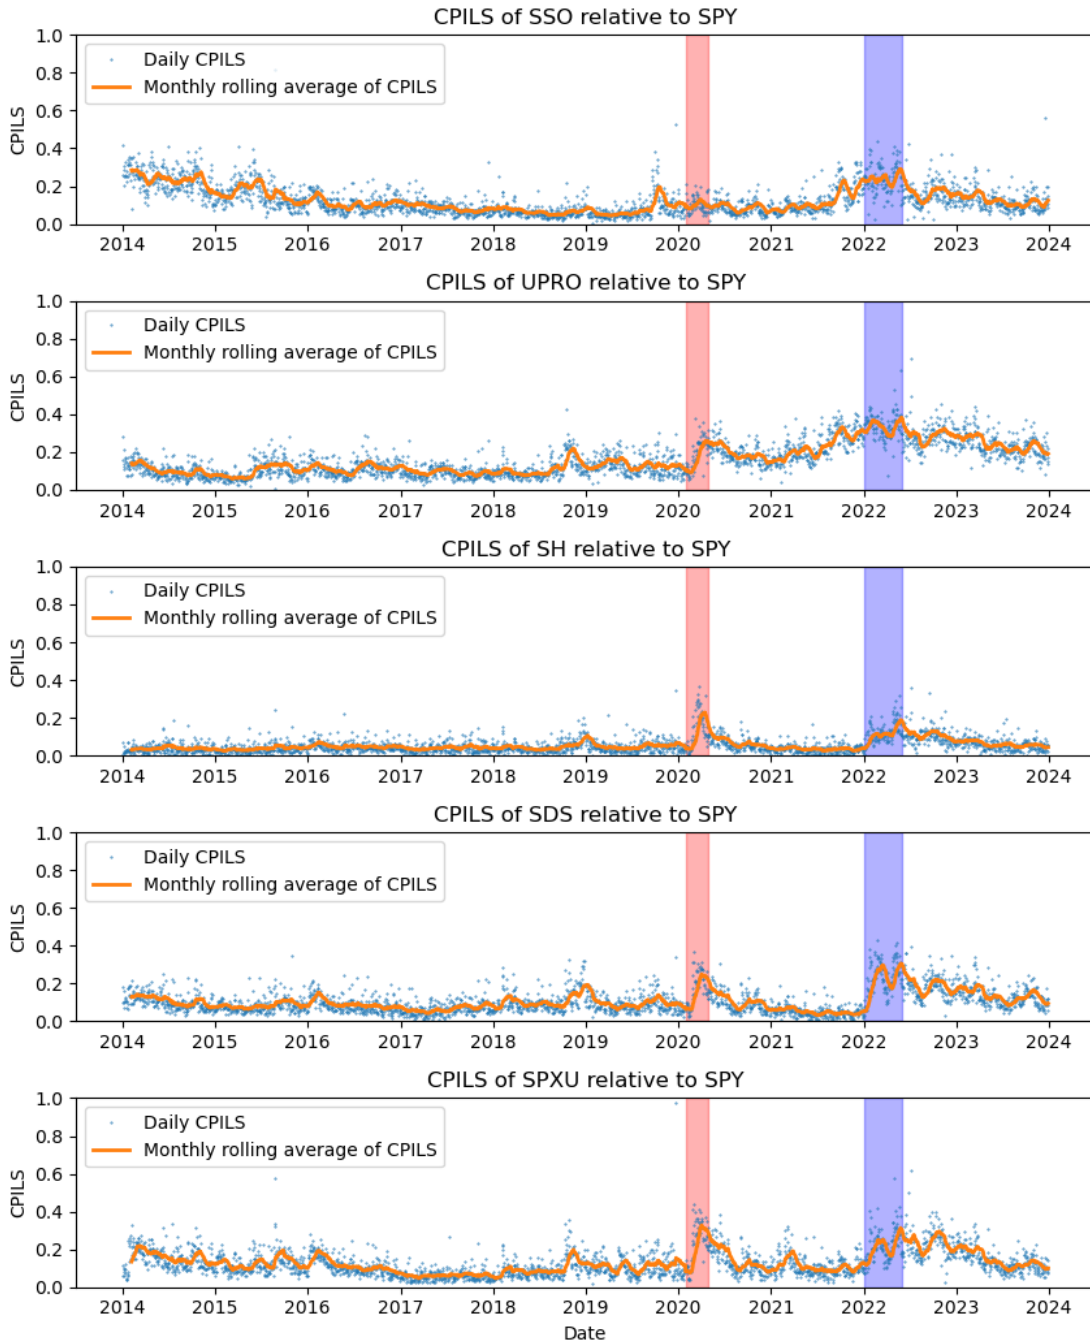 CPILS of SSO relative to SPY
1.0
0.8
0.6
0.4
0.2
0.0
CPILS
Daily CPILS
Monthly rolling average of CPILS
2014 2015 2016 2017 2018 2019 2020 2021 2022 2023 2024
CPILS of UPRO relative to SPY
1.0
0.8
0.6
0.4
0.2
0.0
CPILS
Daily CPILS
Monthly rolling average of CPILS
2014 2015 2016 2017 2018 2019 2020 2021 2022 2023 2024
CPILS of SH relative to SPY
1.0
0.8
0.6
0.4
0.2
0.0
CPILS
Daily CPILS
Monthly rolling average of CPILS
2014 2015 2016 2017 2018 2019 2020 2021 2022 2023 2024
CPILS of SDS relative to SPY
1.0
0.8
0.6
0.4
0.2
0.0
CPILS
Daily CPILS
Monthly rolling average of CPILS
2014 2015 2016 2017 2018 2019 2020 2021 2022 2023 2024
CPILS of SPXU relative to SPY
1.0
0.8
0.6
0.4
0.2
0.0
CPILS
Daily CPILS
Monthly rolling average of CPILS
2014 2015 2016 2017 2018 2019 2020 2021 2022 2023 2024
Date